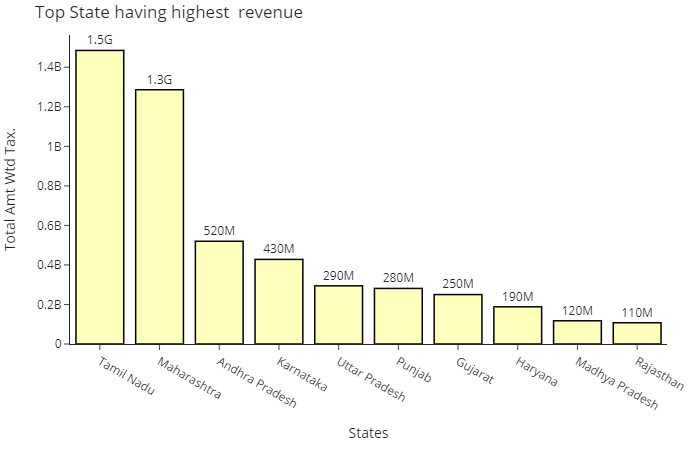 Top State having highest  revenue
1.5G
1.3G
520M
430M
290M
280M
250M
190M
120M
110M
1.4B
1.2B
1B
0.8B
0.6B
0.4B
0.2B
0
Total Amt Wtd Tax.
Tamil Nadu
Maharashtra
Andhra Pradesh
Karnataka
Uttar Pradesh
Punjab
Gujarat
Haryana
Madhya Pradesh
Rajasthan
States